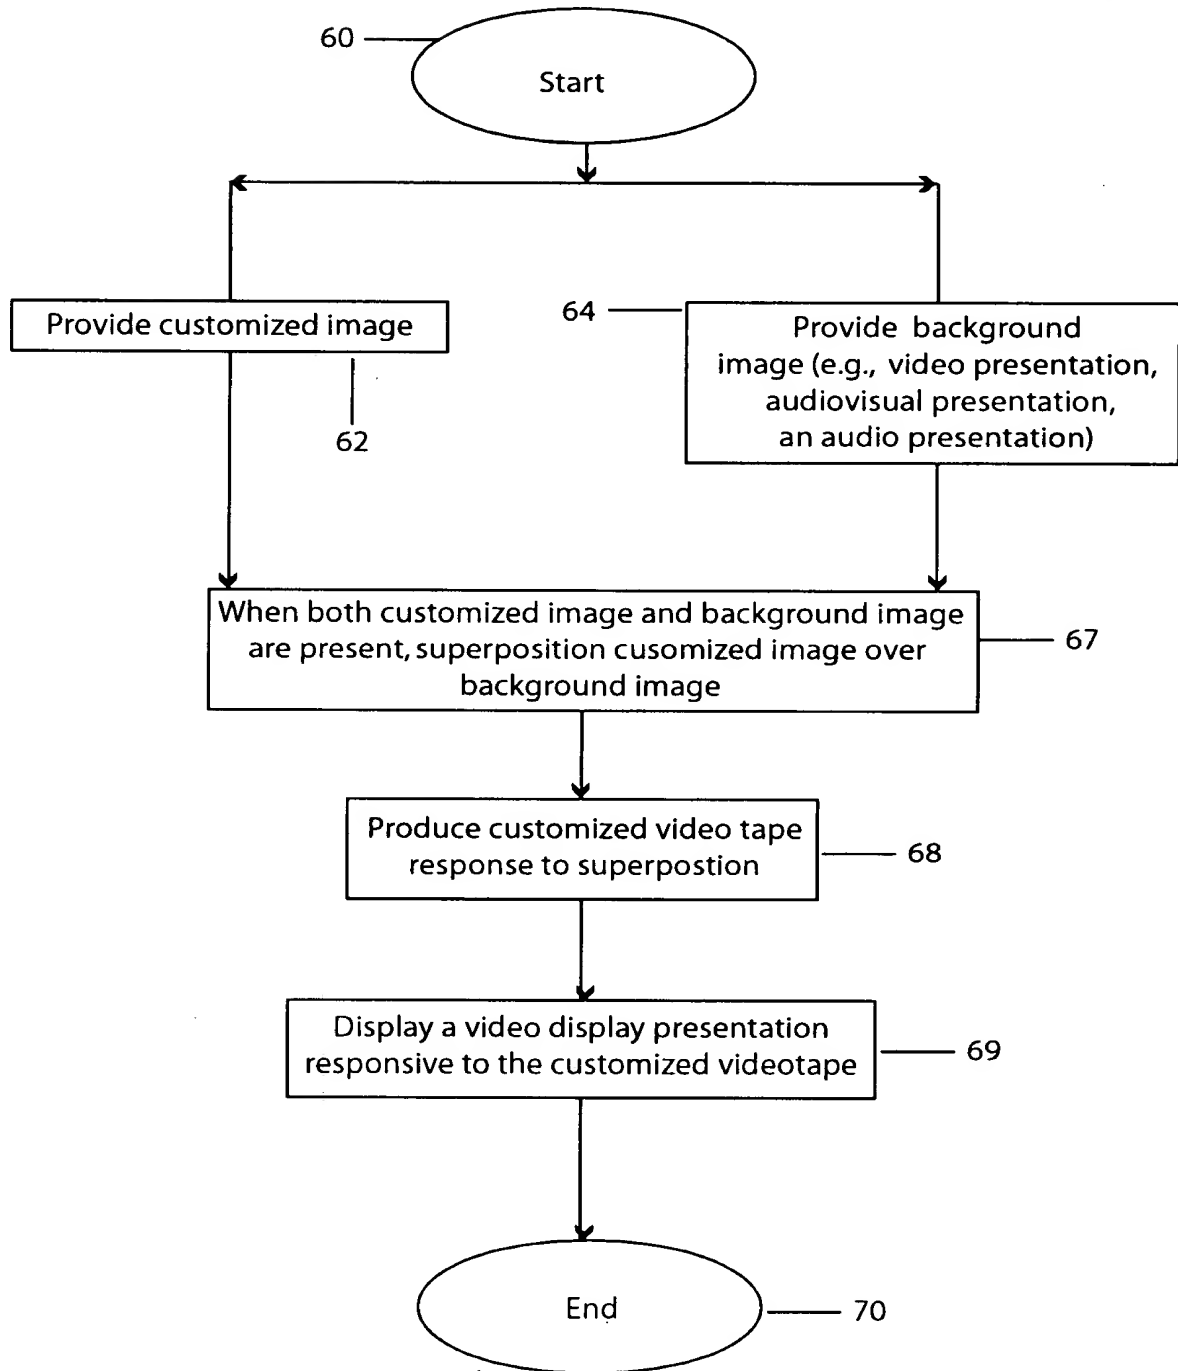 60
Start
Provide customized image
62
64
Provide background
image (e.g., video presentation,
audiovisual presentation,
an audio presentation)
When both customized image and background image
are present, superposition cusomized image over
background image
67
Produce customized video tape
response to superpostion
68
Display a video display presentation
responsive to the customized videotape
69
End
70